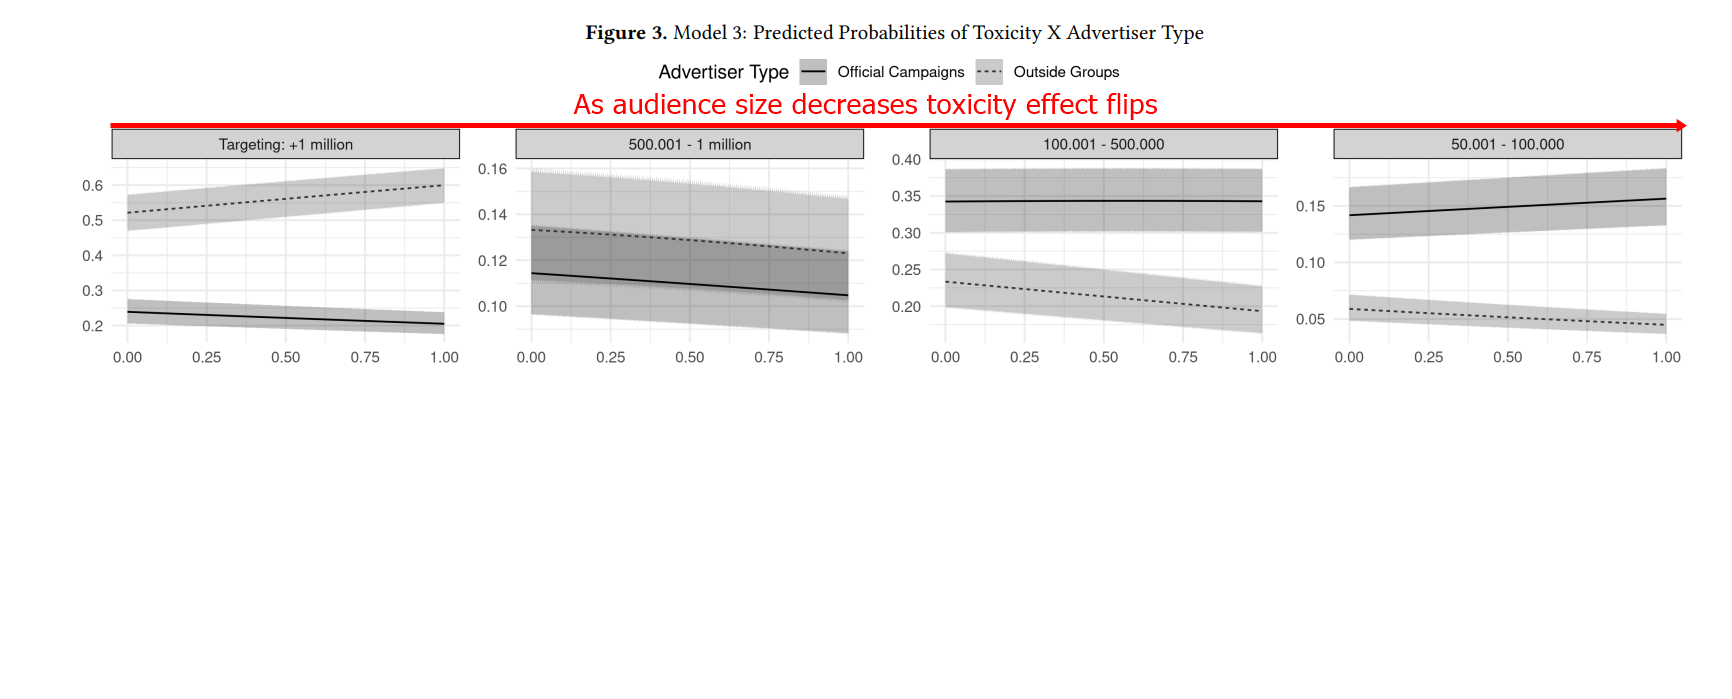 Figure 3. Model 3: Predicted Probabilities of Toxicity X Advertiser Type
Advertiser Type Official Campaigns Outside Groups
As audience size decreases toxicity effect flips
Targeting: +1 million
0.6
0.5
0.4
0.3
0.2
0.00 0.25 0.50 0.75 1.00
500.001 - 1 million
0.16
0.14
0.12
0.10
0.00 0.25 0.50 0.75 1.00
100.001 - 500.000
0.40
0.35
0.30
0.25
0.20
0.00 0.25 0.50 0.75 1.00
50.001 - 100.000
0.15
0.10
0.05
0.00 0.25 0.50 0.75 1.00